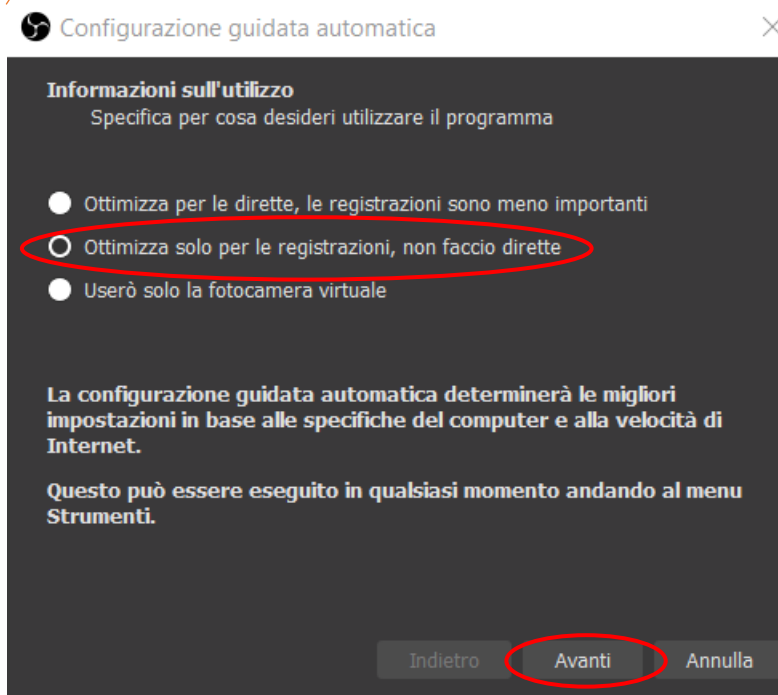 Configurazione guidata automatica
Informazioni sull'utilizzo
Specifica per cosa desideri utilizzare il programma
Ottimizza per le dirette, le registrazioni sono meno importanti
Ottimizza solo per le registrazioni, non faccio dirette
Userò solo la fotocamera virtuale
La configurazione guidata automatica determinerà le migliori
impostazioni in base alle specifiche del computer e alla velocità di
Internet.
Questo può essere eseguito in qualsiasi momento andando al menu
Strumenti.
Indietro Avanti Annulla